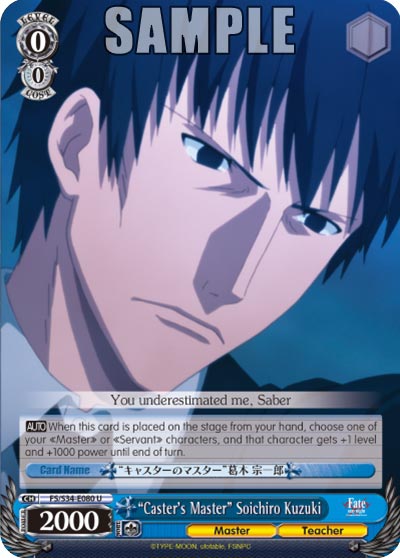 SAMPLE
LEVEL
0
0
COST
You underestimated me, Saber
AUTO When this card is placed on the stage from your hand, choose one of
your «Master» or «Servant» characters, and that character gets +1 level
and +1000 power until end of turn.
Card Name "キャスターのマスター"葛木 宗一郎
CH FS/S34-E080 U
POWER 2000 SOUL "Caster's Master" Soichiro Kuzuki
Fate
Master Teacher
©TYPE-MOON, ufotable, FSNPC